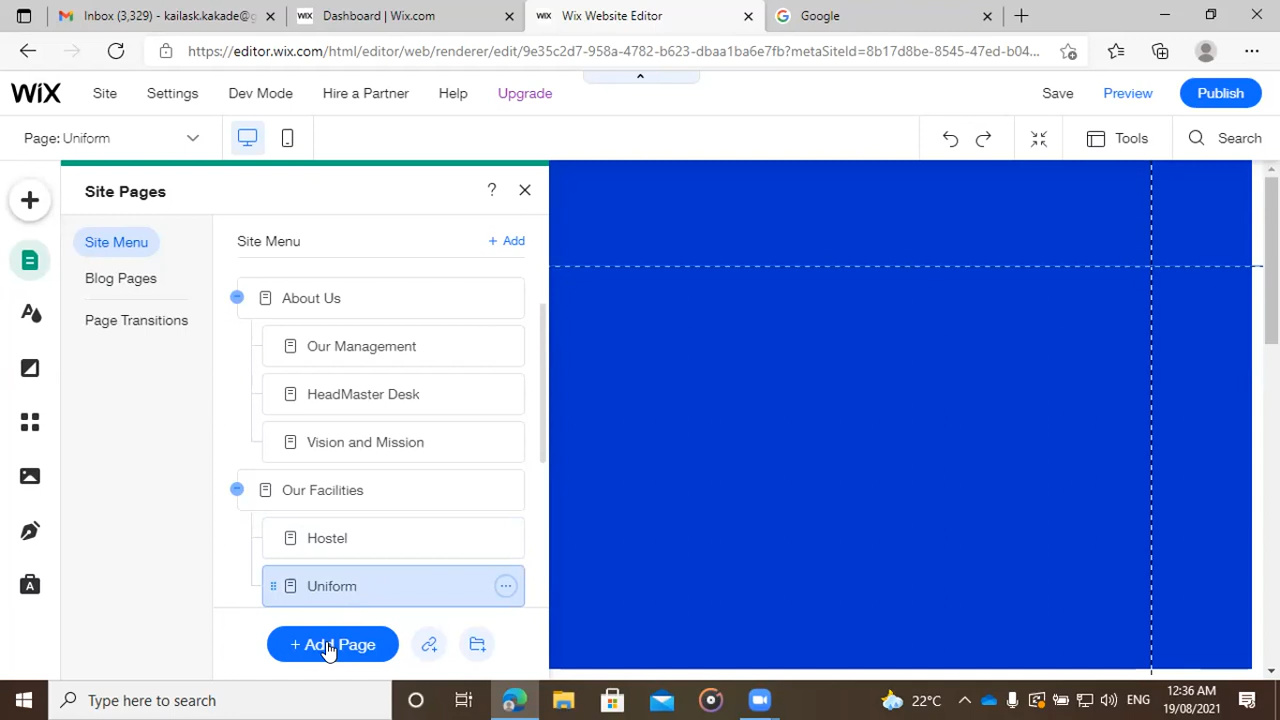 Inbox (3,329) - kailask.kakade@g
Dashboard | Wix.com
Wix Website Editor
Google
https://editor.wix.com/html/editor/web/renderer/edit/9e35c2d7-958a-4782-b623-dbaa1ba6e7fb?metaSiteId=8b17d8be-8545-47ed-b04...
WIX Site Settings Dev Mode Hire a Partner Help Upgrade Save Preview Publish
Page: Uniform Tools Search
Site Pages ?
Site Menu
Blog Pages
Page Transitions
Site Menu + Add
About Us
Our Management
HeadMaster Desk
Vision and Mission
Our Facilities
Hostel
Uniform
+ Add Page
Type here to search
22°C ENG
12:36 AM
19/08/2021